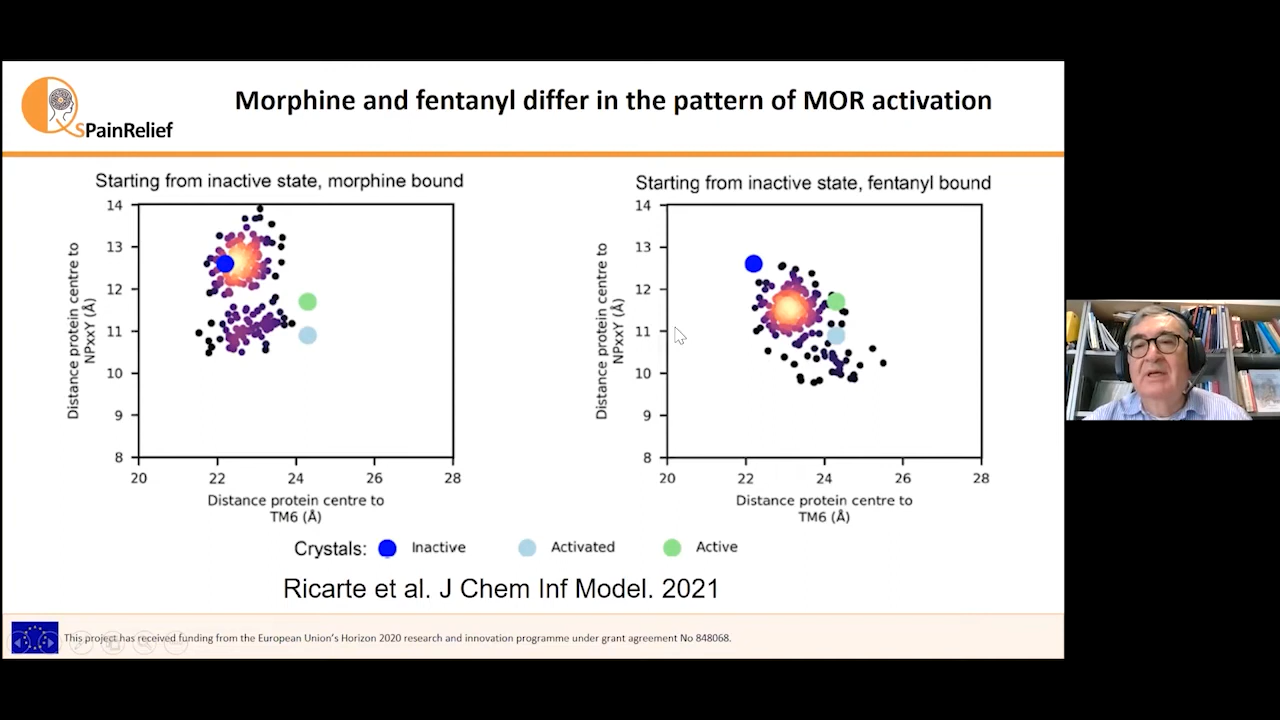 Morphine and fentanyl differ in the pattern of MOR activation
QSPainRelief
Starting from inactive state, morphine bound
14
13
12
11
10
9
8
20 22 24 26 28
Distance protein centre to
NPxxY (Å)
Distance protein centre to
TM6 (Å)
Starting from inactive state, fentanyl bound
14
13
12
11
10
9
8
20 22 24 26 28
Distance protein centre to
NPxxY (Å)
Distance protein centre to
TM6 (Å)
Crystals: Inactive Activated Active
Ricarte et al. J Chem Inf Model. 2021
This project has received funding from the European Union's Horizon 2020 research and innovation programme under grant agreement No 848068.